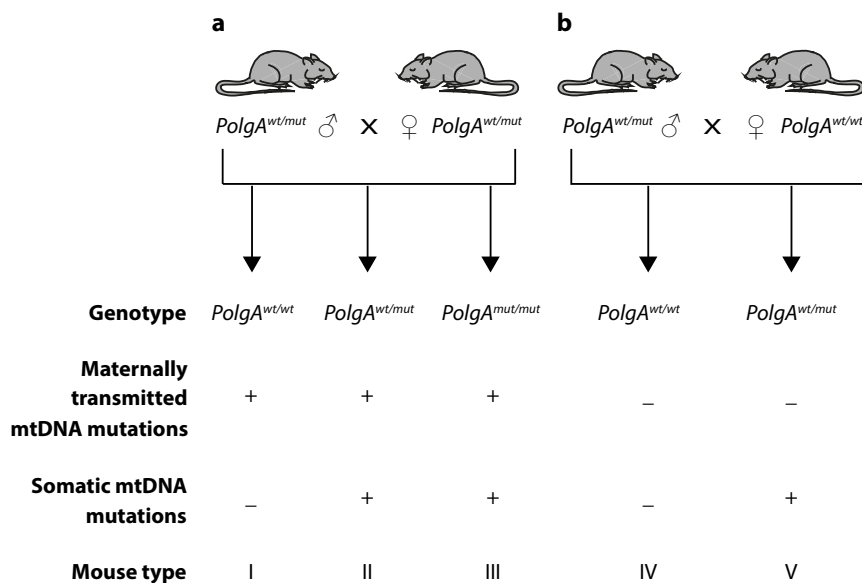 a b
PolgA^wt/mut ♂ x ♀ PolgA^wt/mut PolgA^wt/mut ♂ x ♀ PolgA^wt/wt
Genotype PolgA^wt/wt PolgA^wt/mut PolgA^mut/mut PolgA^wt/wt PolgA^wt/mut
Maternally
transmitted + + + – –
mtDNA mutations
Somatic mtDNA – + + – +
mutations
Mouse type I II III IV V